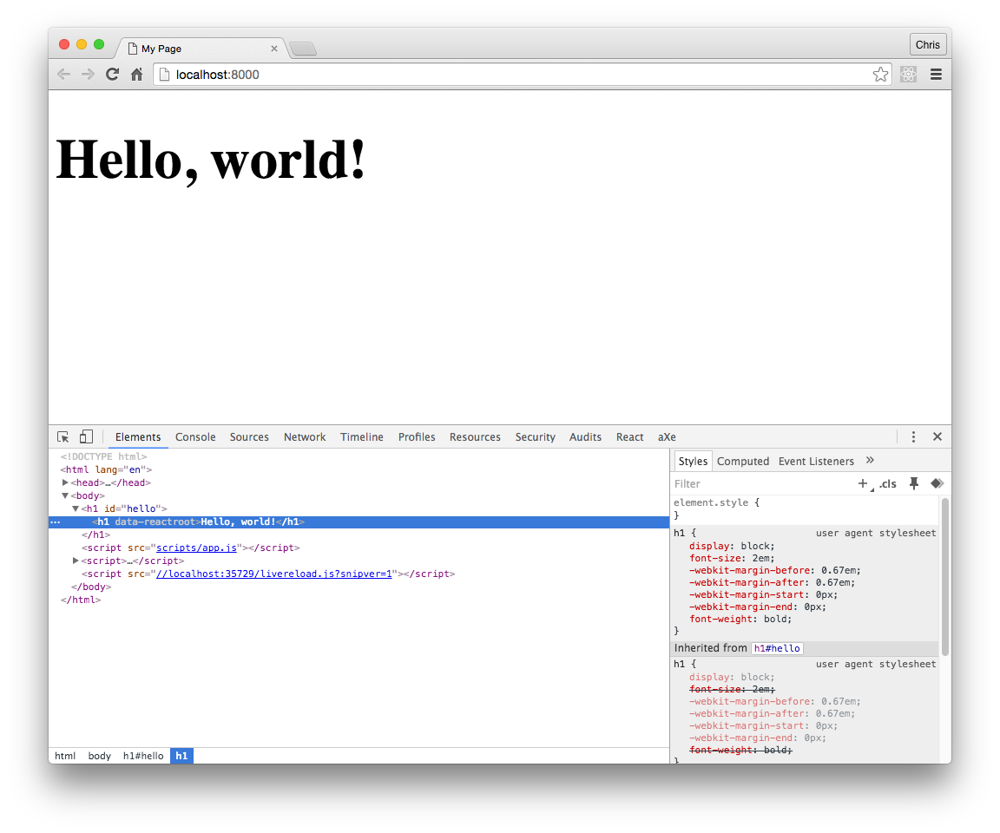 My Page
Chris
localhost:8000
Hello, world!
Elements Console Sources Network Timeline Profiles Resources Security Audits React aXe
<!DOCTYPE html>
<html lang="en">
<head>…</head>
<body>
<h1 id="hello">
<h1 data-reactroot>Hello, world!</h1>
</h1>
<script src="scripts/app.js"></script>
<script>…</script>
<script src="//localhost:35729/livereload.js?snipver=1"></script>
</body>
</html>
html body h1#hello h1
Styles Computed Event Listeners »
Filter + .cls
element.style {
}
h1 { user agent stylesheet
display: block;
font-size: 2em;
-webkit-margin-before: 0.67em;
-webkit-margin-after: 0.67em;
-webkit-margin-start: 0px;
-webkit-margin-end: 0px;
font-weight: bold;
}
Inherited from h1#hello
h1 { user agent stylesheet
display: block;
font-size: 2em;
-webkit-margin-before: 0.67em;
-webkit-margin-after: 0.67em;
-webkit-margin-start: 0px;
-webkit-margin-end: 0px;
font-weight: bold;
}